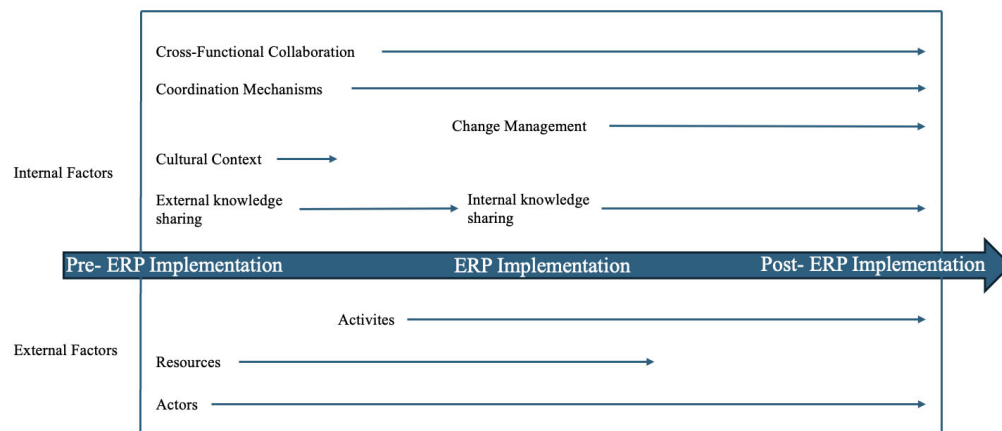 Cross-Functional Collaboration
Coordination Mechanisms
Change Management
Cultural Context
Internal Factors
External knowledge
sharing
Internal knowledge
sharing
Pre- ERP Implementation
ERP Implementation
Post- ERP Implementation
Activites
External Factors
Resources
Actors